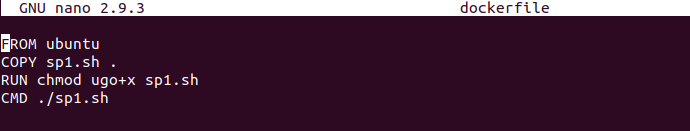 GNU nano 2.9.3 dockerfile
FROM ubuntu
COPY sp1.sh .
RUN chmod ugo+x sp1.sh
CMD ./sp1.sh